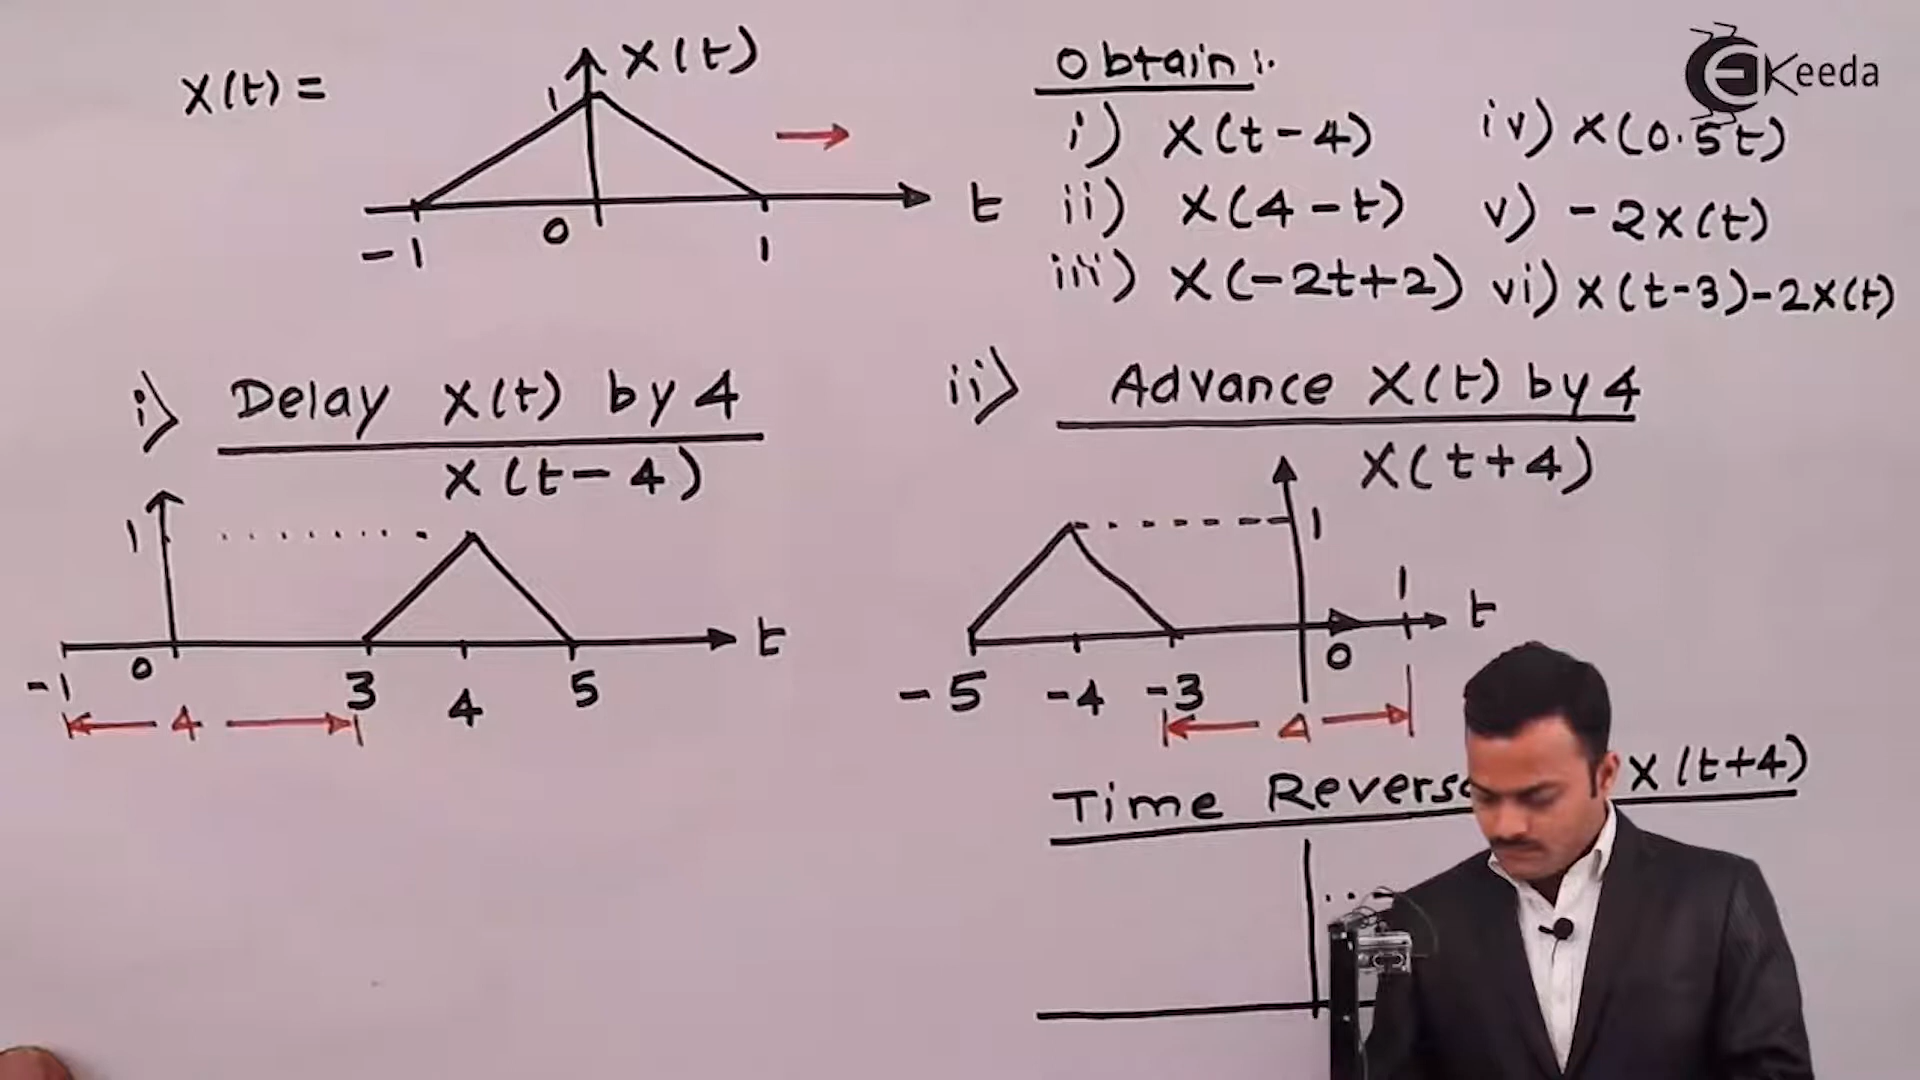 X(t) =
X(t)
1
-1 0 1 t
Obtain :-
i) X(t-4)
ii) X(4-t)
iii) X(-2t+2)
iv) X(0.5t)
v) -2X(t)
vi) X(t-3)-2X(t)
EKeeda
i) Delay X(t) by 4
X(t-4)
1
-1 0 3 4 5 t
4
ii) Advance X(t) by 4
X(t+4)
1
-5 -4 -3 0 1 t
4
Time X(t+4)